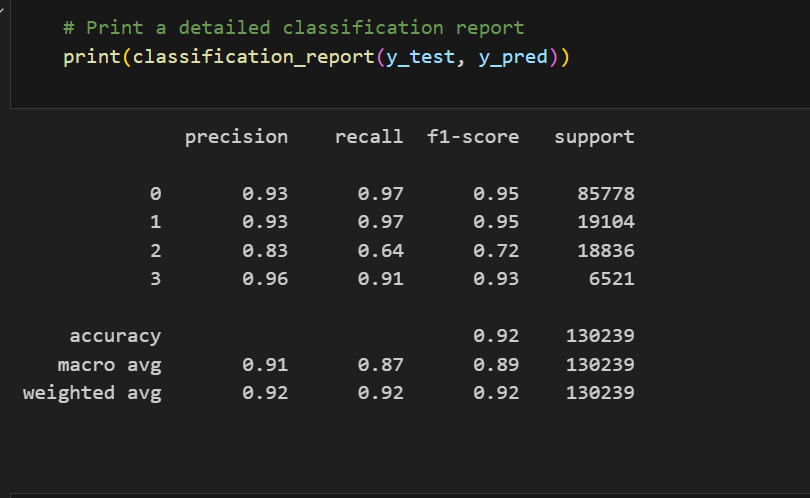 # Print a detailed classification report
print(classification_report(y_test, y_pred))
precision recall f1-score support
0 0.93 0.97 0.95 85778
1 0.93 0.97 0.95 19104
2 0.83 0.64 0.72 18836
3 0.96 0.91 0.93 6521
accuracy 0.92 130239
macro avg 0.91 0.87 0.89 130239
weighted avg 0.92 0.92 0.92 130239